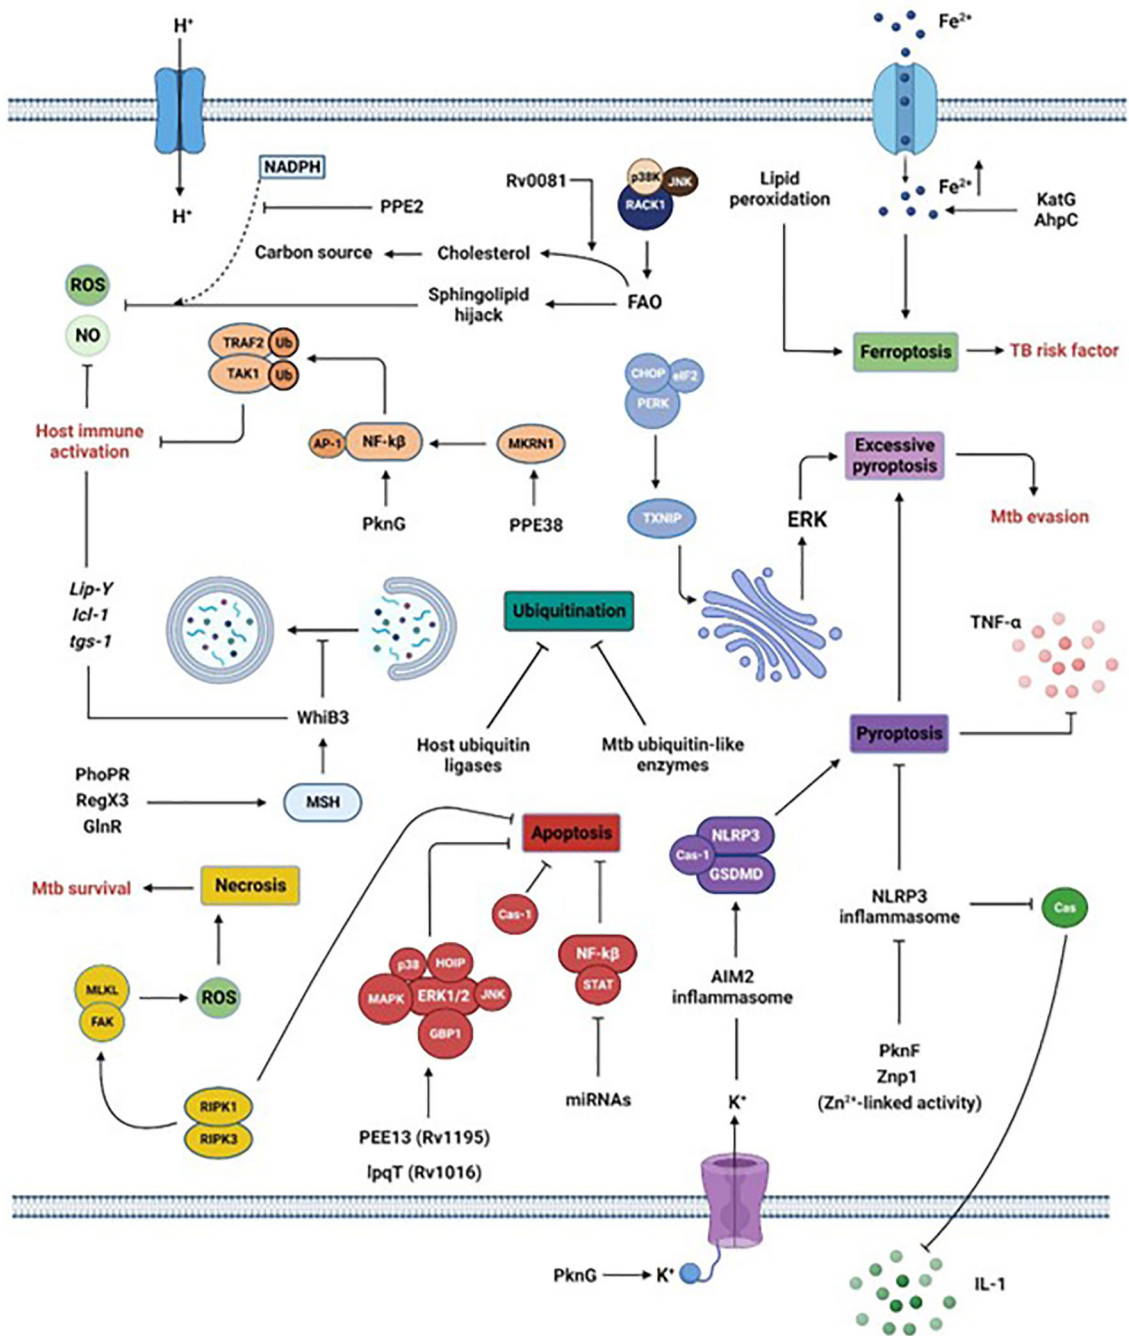 H⁺
Fe²⁺
NADPH
Rv0081
p38K
JNK
RACK1
Lipid
peroxidation
Fe²⁺
KatG
AhpC
H⁺
PPE2
Carbon source
Cholesterol
ROS
Sphingolipid
hijack
FAO
NO
TRAF2
Ub
TAK1
Ub
Ferroptosis
TB risk factor
CHOP
eIF2
PERK
Host immune
activation
AP-1
NF-kβ
MKRN1
Excessive
pyroptosis
PknG
PPE38
TXNIP
ERK
Mtb evasion
Lip-Y
Icl-1
tgs-1
Ubiquitination
TNF-α
WhiB3
Host ubiquitin
ligases
Mtb ubiquitin-like
enzymes
Pyroptosis
PhoPR
RegX3
GlnR
MSH
Apoptosis
NLRP3
Cas-1
GSDMD
Mtb survival
Necrosis
Cas-1
NLRP3
inflammasome
Cas
p38
HOIP
NF-kβ
MLKL
ROS
MAPK
ERK1/2
JNK
STAT
AIM2
inflammasome
FAK
GBP1
PknF
Znp1
(Zn²⁺-linked activity)
RIPK1
RIPK3
miRNAs
K⁺
PEE13 (Rv1195)
lpqT (Rv1016)
PknG
K⁺
IL-1